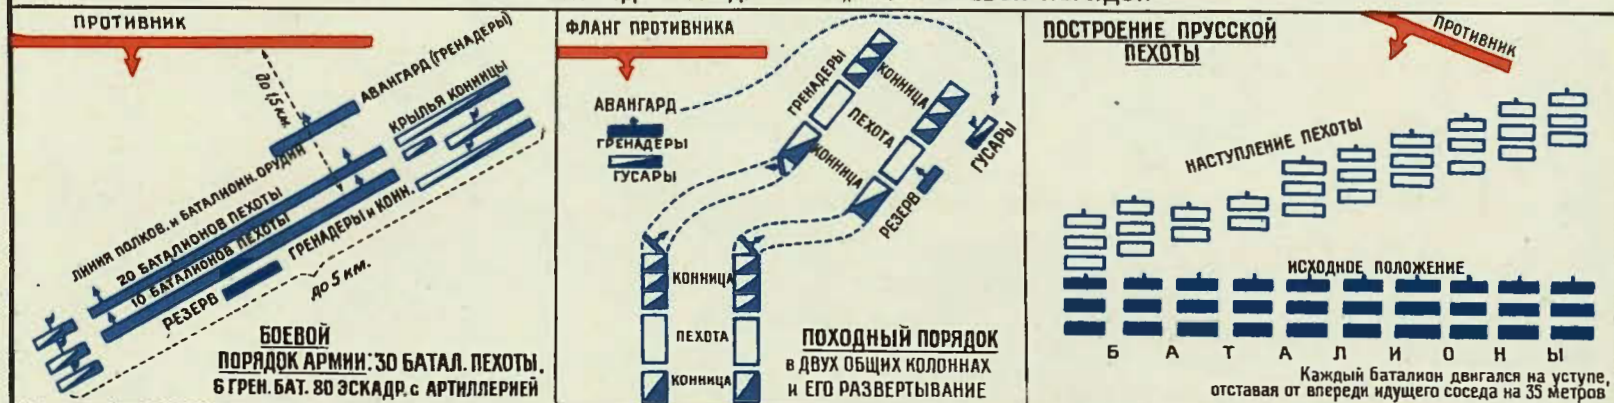 ПРОТИВНИК
до 1,5 км.
АВАНГАРД (ГРЕНАДЕРЫ)
КРЫЛЬЯ КОННИЦЫ
ЛИНИЯ ПОЛКОВ. и БАТАЛИОНН. ОРУДИЙ
20 БАТАЛИОНОВ ПЕХОТЫ
10 БАТАЛИОНОВ ПЕХОТЫ
ГРЕНАДЕРЫ и КОНН.
РЕЗЕРВ
до 5 км.
БОЕВОЙ
ПОРЯДОК АРМИИ: 30 БАТАЛ. ПЕХОТЫ,
6 ГРЕН. БАТ. 80 ЭСКАДР. с АРТИЛЛЕРИЕЙ
ФЛАНГ ПРОТИВНИКА
АВАНГАРД
ГРЕНАДЕРЫ
ГУСАРЫ
ГРЕНАДЕРЫ
КОННИЦА
ПЕХОТА
КОННИЦА
ГУСАРЫ
РЕЗЕРВ
КОННИЦА
ПЕХОТА
КОННИЦА
ПОХОДНЫЙ ПОРЯДОК
в ДВУХ ОБЩИХ КОЛОННАХ
и ЕГО РАЗВЕРТЫВАНИЕ
ПОСТРОЕНИЕ ПРУССКОЙ
ПЕХОТЫ
ПРОТИВНИК
НАСТУПЛЕНИЕ ПЕХОТЫ
ИСХОДНОЕ ПОЛОЖЕНИЕ
БАТАЛИОНЫ
Каждый баталион двигался на уступе,
отставая от впереди идущего соседа на 35 метров